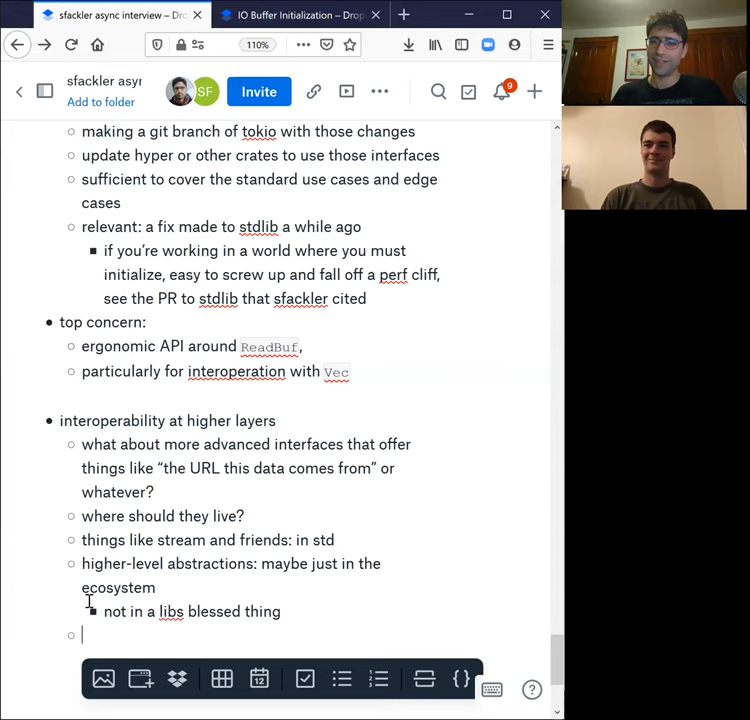 sfackler async interview – Dro
IO Buffer Initialization – Drop
110%
sfackler asyr
Add to folder
SF
Invite
9
making a git branch of tokio with those changes
update hyper or other crates to use those interfaces
sufficient to cover the standard use cases and edge
cases
relevant: a fix made to stdlib a while ago
if you're working in a world where you must
initialize, easy to screw up and fall off a perf cliff,
see the PR to stdlib that sfackler cited
top concern:
ergonomic API around ReadBuf,
particularly for interoperation with Vec
interoperability at higher layers
what about more advanced interfaces that offer
things like “the URL this data comes from” or
whatever?
where should they live?
things like stream and friends: in std
higher-level abstractions: maybe just in the
ecosystem
not in a libs blessed thing